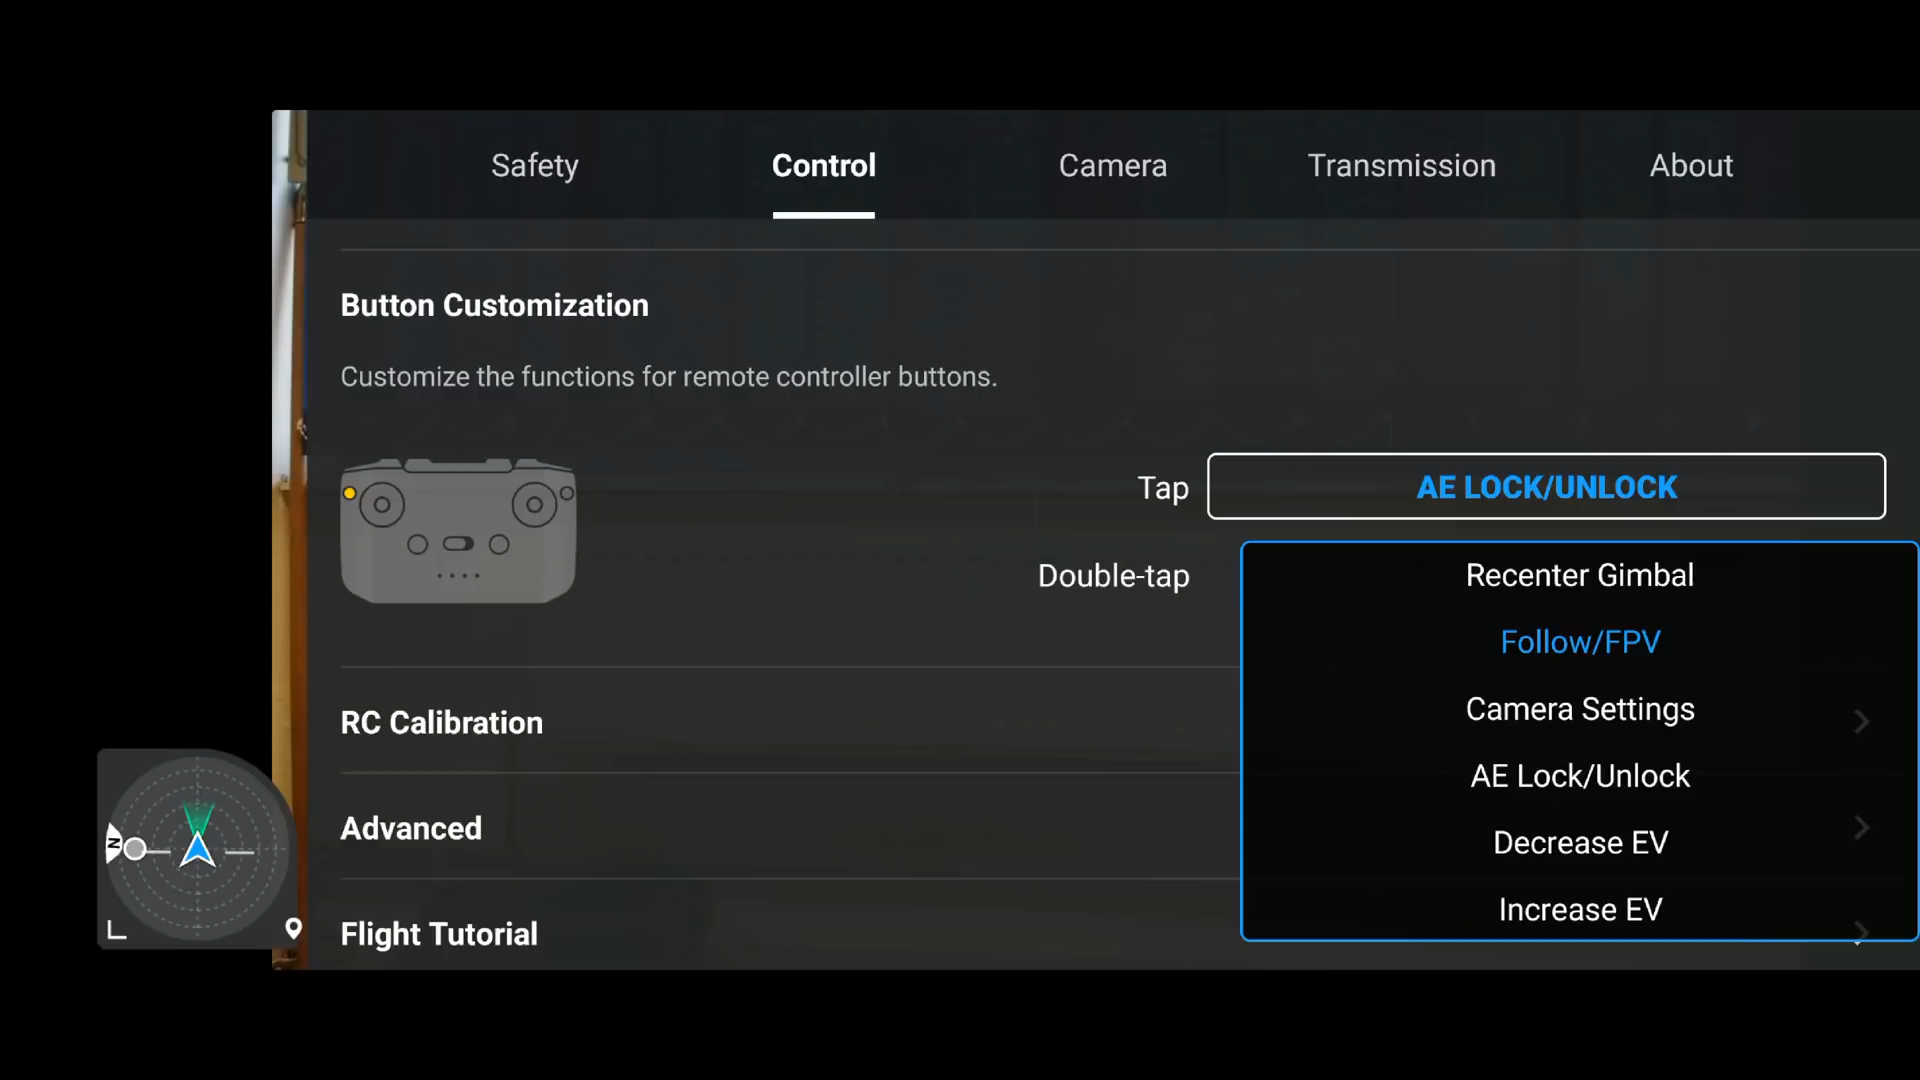 Safety
Control
Camera
Transmission
About
Button Customization
Customize the functions for remote controller buttons.
Tap
AE LOCK/UNLOCK
Double-tap
Recenter Gimbal
Follow/FPV
Camera Settings
AE Lock/Unlock
Decrease EV
Increase EV
RC Calibration
Advanced
Flight Tutorial
N